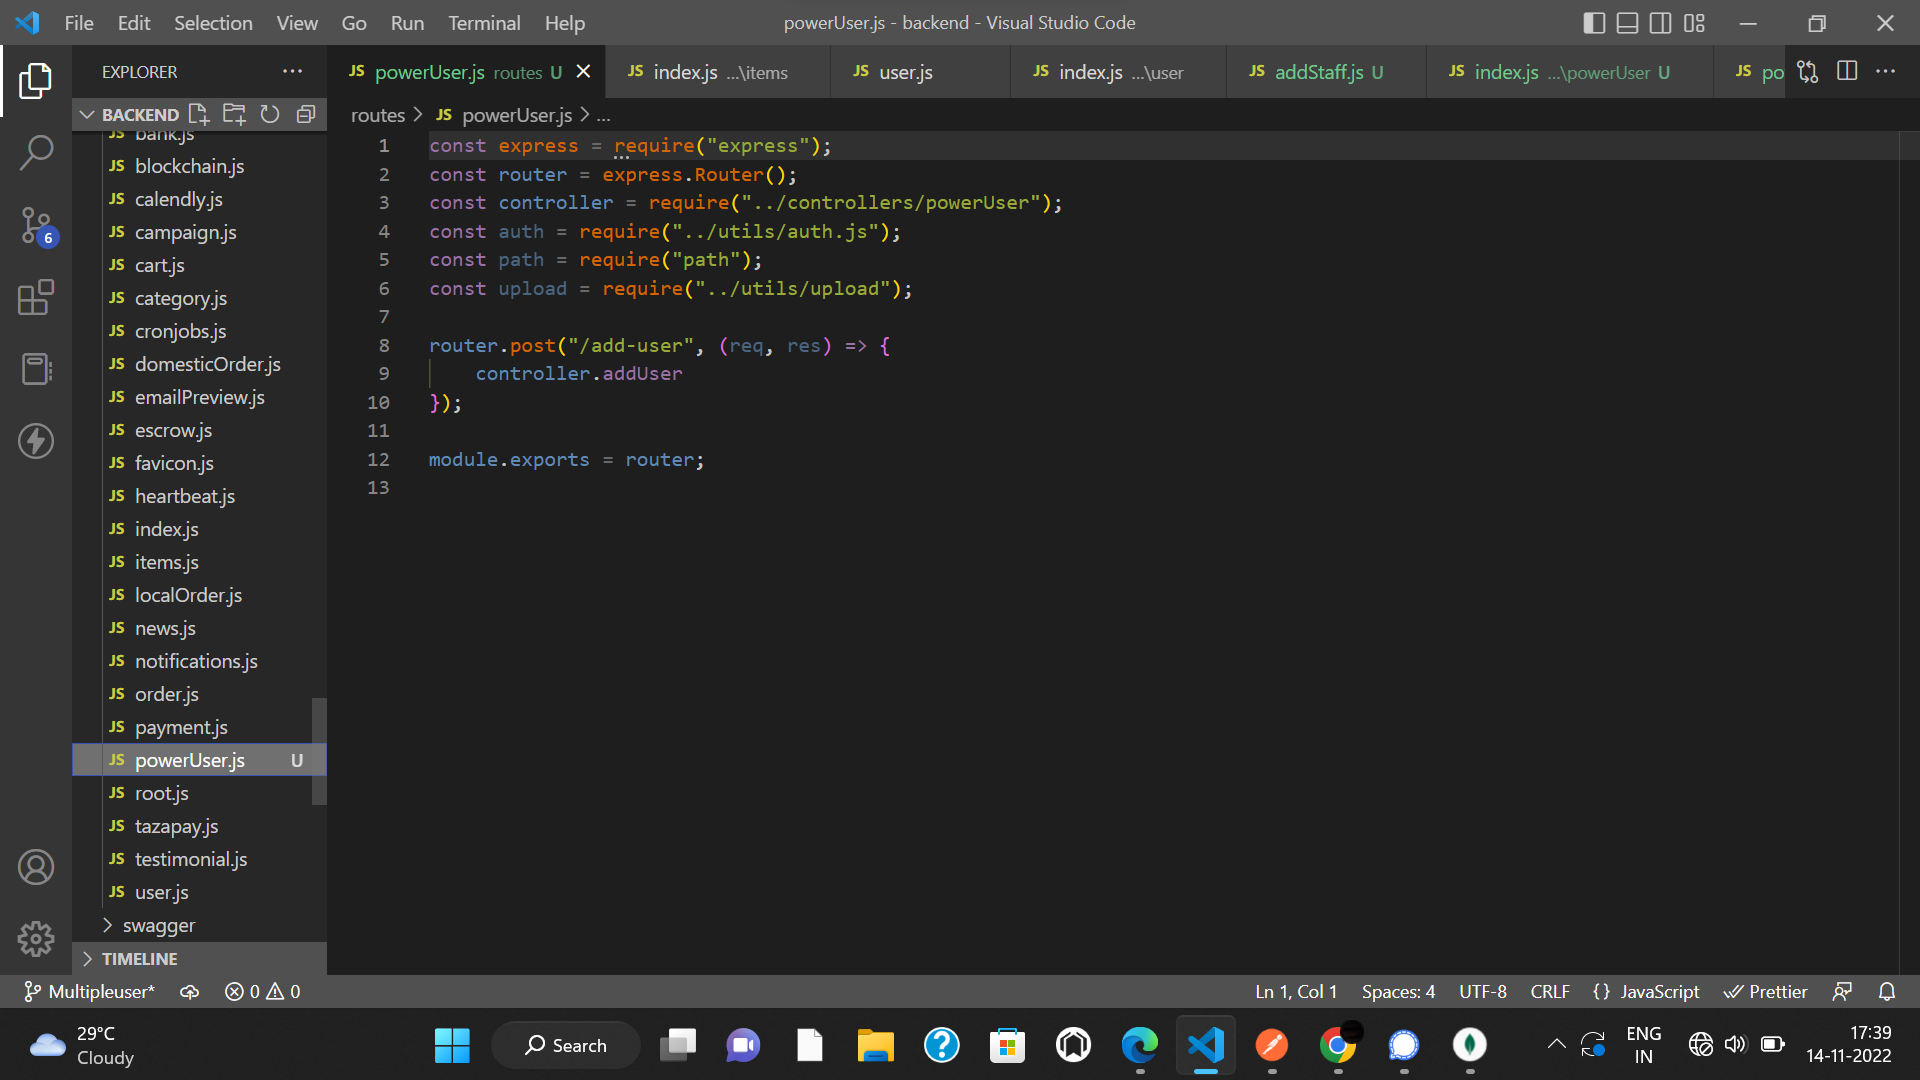 File Edit Selection View Go Run Terminal Help powerUser.js - backend - Visual Studio Code
EXPLORER
JS powerUser.js routes U JS index.js ...\items JS user.js JS index.js ...\user JS addStaff.js U JS index.js ...\powerUser U JS po
BACKEND
routes > JS powerUser.js > ...
JS bank.js
JS blockchain.js
JS calendly.js
JS campaign.js
JS cart.js
JS category.js
JS cronjobs.js
JS domesticOrder.js
JS emailPreview.js
JS escrow.js
JS favicon.js
JS heartbeat.js
JS index.js
JS items.js
JS localOrder.js
JS news.js
JS notifications.js
JS order.js
JS payment.js
JS powerUser.js U
JS root.js
JS tazapay.js
JS testimonial.js
JS user.js
swagger
TIMELINE
6
1 const express = require("express");
2 const router = express.Router();
3 const controller = require("../controllers/powerUser");
4 const auth = require("../utils/auth.js");
5 const path = require("path");
6 const upload = require("../utils/upload");
7
8 router.post("/add-user", (req, res) => {
9 controller.addUser
10 });
11
12 module.exports = router;
13
Multipleuser* 0 0 Ln 1, Col 1 Spaces: 4 UTF-8 CRLF {} JavaScript Prettier
29°C
Cloudy
Search
ENG
IN
17:39
14-11-2022